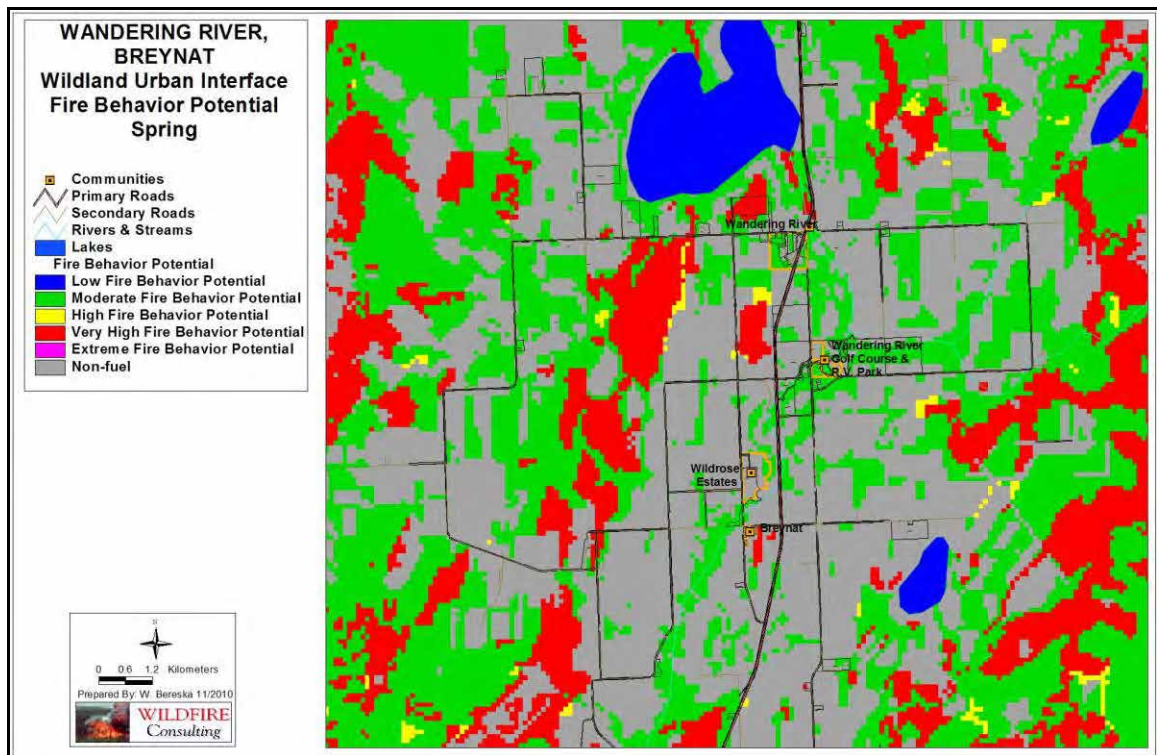 WANDERING RIVER,
BREYNAT
Wildland Urban Interface
Fire Behavior Potential
Spring
Communities
Primary Roads
Secondary Roads
Rivers & Streams
Lakes
Fire Behavior Potential
Low Fire Behavior Potential
Moderate Fire Behavior Potential
High Fire Behavior Potential
Very High Fire Behavior Potential
Extreme Fire Behavior Potential
Non-fuel
Wandering River
Wandering River
Golf Course &
R.V. Park
Wildrose
Estates
Breynat
N
0 0.6 1.2 Kilometers
Prepared By: W. Bereska 11/2010
WILDFIRE
Consulting